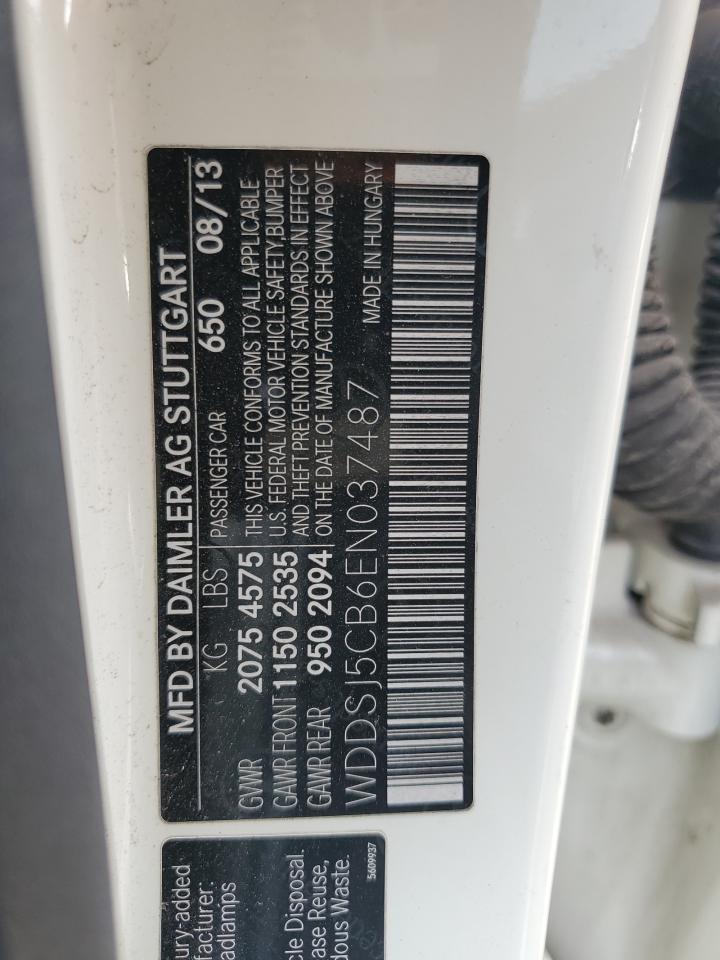 MFD BY DAIMLER AG STUTTGART
KG LBS PASSENGER CAR 650 08/13
GVWR 2075 4575 THIS VEHICLE CONFORMS TO ALL APPLICABLE
GAWR FRONT 1150 2535 U.S. FEDERAL MOTOR VEHICLE SAFETY,BUMPER
GAWR REAR 950 2094 AND THEFT PREVENTION STANDARDS IN EFFECT
ON THE DATE OF MANUFACTURE SHOWN ABOVE
WDDSJ5CB6EN037487 MADE IN HUNGARY
ury-added
facturer:
adlamps
cle Disposal.
ase Reuse,
dous Waste.
5609937